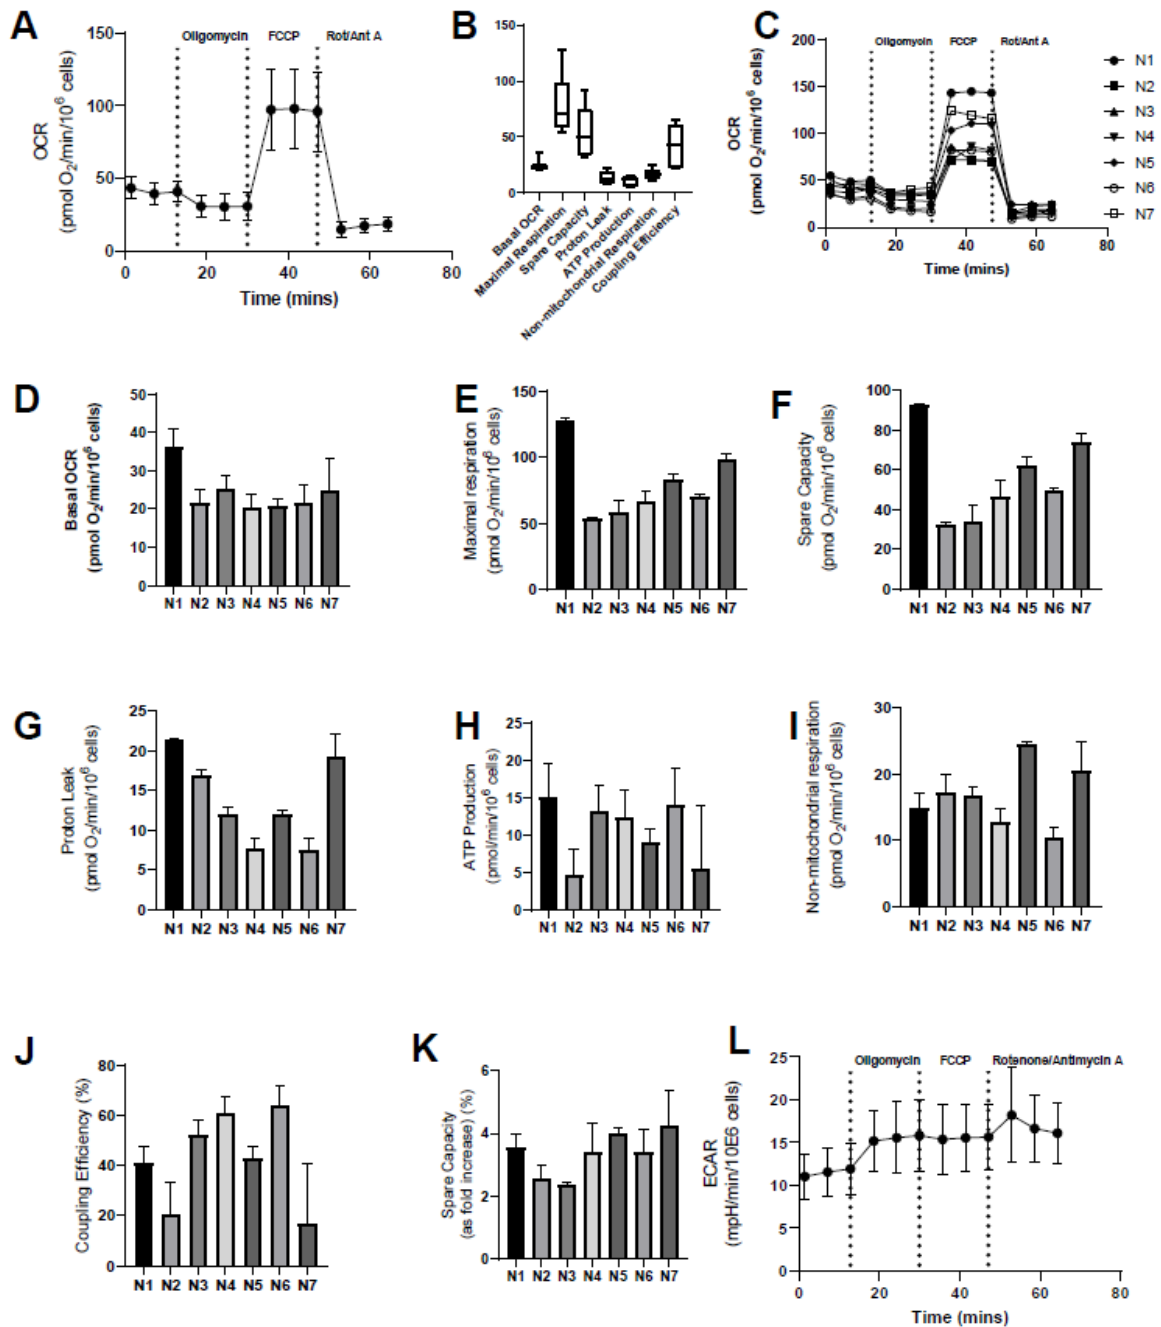 A
OCR
(pmol O2/min/10^6 cells)
150
100
50
0
Oligomycin
FCCP
Rot/Ant A
0
20
40
60
80
Time (mins)
B
150
100
50
0
Basal OCR
Maximal Respiration
Spare Capacity
Proton Leak
ATP Production
Non-mitochondrial Respiration
Coupling Efficiency
C
OCR
(pmol O2/min/10^6 cells)
200
150
100
50
0
Oligomycin
FCCP
Rot/Ant A
0
20
40
60
80
Time (mins)
N1
N2
N3
N4
N5
N6
N7
D
Basal OCR
(pmol O2/min/10^6 cells)
50
40
30
20
10
0
N1 N2 N3 N4 N5 N6 N7
E
Maximal respiration
(pmol O2/min/10^6 cells)
150
100
50
0
N1 N2 N3 N4 N5 N6 N7
F
Spare Capacity
(pmol O2/min/10^6 cells)
100
80
60
40
20
0
N1 N2 N3 N4 N5 N6 N7
G
Proton Leak
(pmol O2/min/10^6 cells)
25
20
15
10
5
0
N1 N2 N3 N4 N5 N6 N7
H
ATP Production
(pmol/min/10^6 cells)
25
20
15
10
5
0
N1 N2 N3 N4 N5 N6 N7
I
Non-mitochondrial respiration
(pmol O2/min/10^6 cells)
30
20
10
0
N1 N2 N3 N4 N5 N6 N7
J
Coupling Efficiency (%)
80
60
40
20
0
N1 N2 N3 N4 N5 N6 N7
K
Spare Capacity
(as fold increase) (%)
6
4
2
0
N1 N2 N3 N4 N5 N6 N7
L
ECAR
(mpH/min/10E6 cells)
25
20
15
10
5
0
Oligomycin
FCCP
Rotenone/Antimycin A
0
20
40
60
80
Time (mins)